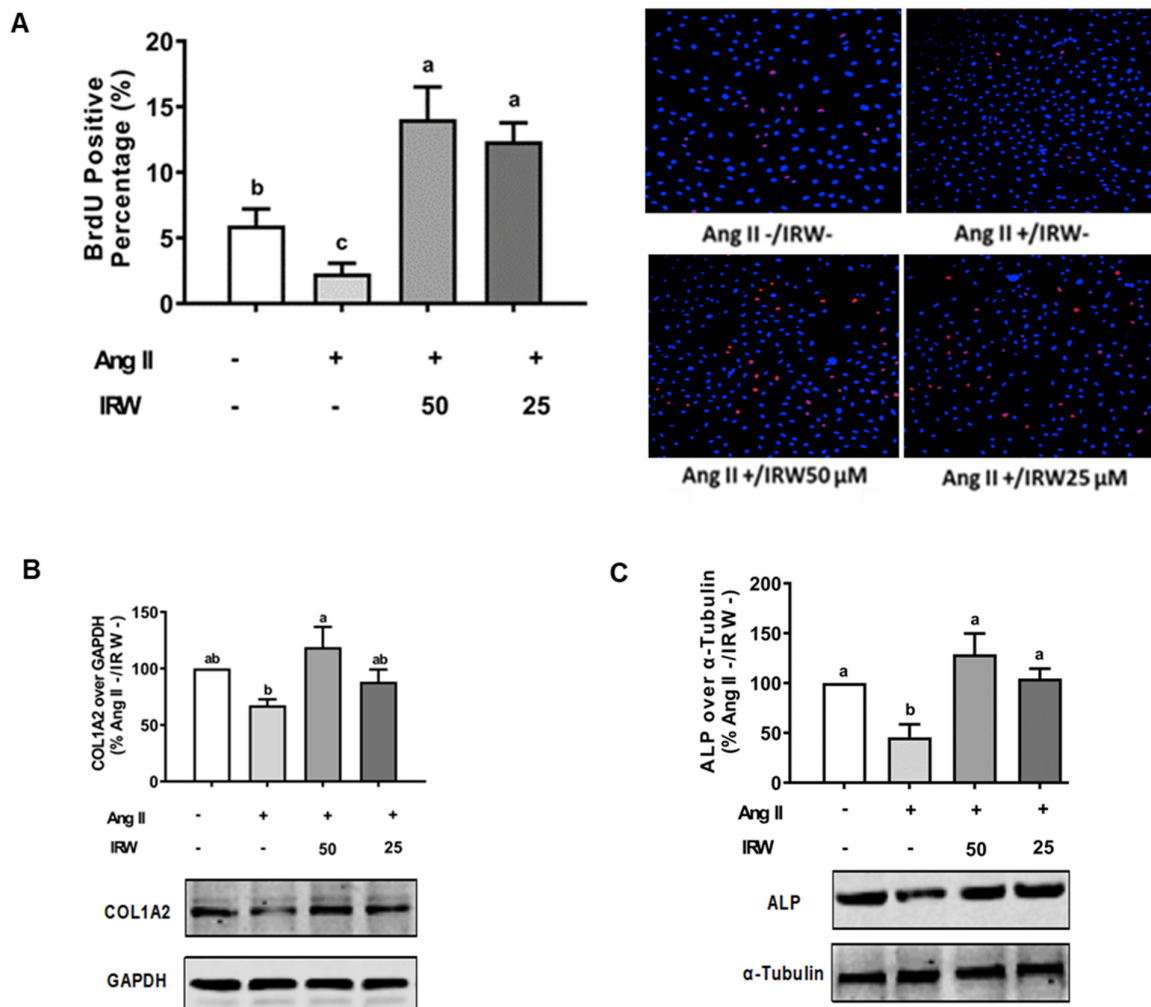 A
BrdU Positive
Percentage (%)
20
15
10
5
0
b
c
a
a
Ang II - + + +
IRW - - 50 25
Ang II -/IRW-
Ang II +/IRW-
Ang II +/IRW50 µM
Ang II +/IRW25 µM
B
COL1A2 over GAPDH
(% Ang II -/IRW -)
150
100
50
0
ab
b
a
ab
Ang II - + + +
IRW - - 50 25
COL1A2
GAPDH
C
ALP over α-Tubulin
(% Ang II -/IRW -)
200
150
100
50
0
a
b
a
a
Ang II - + + +
IRW - - 50 25
ALP
α-Tubulin